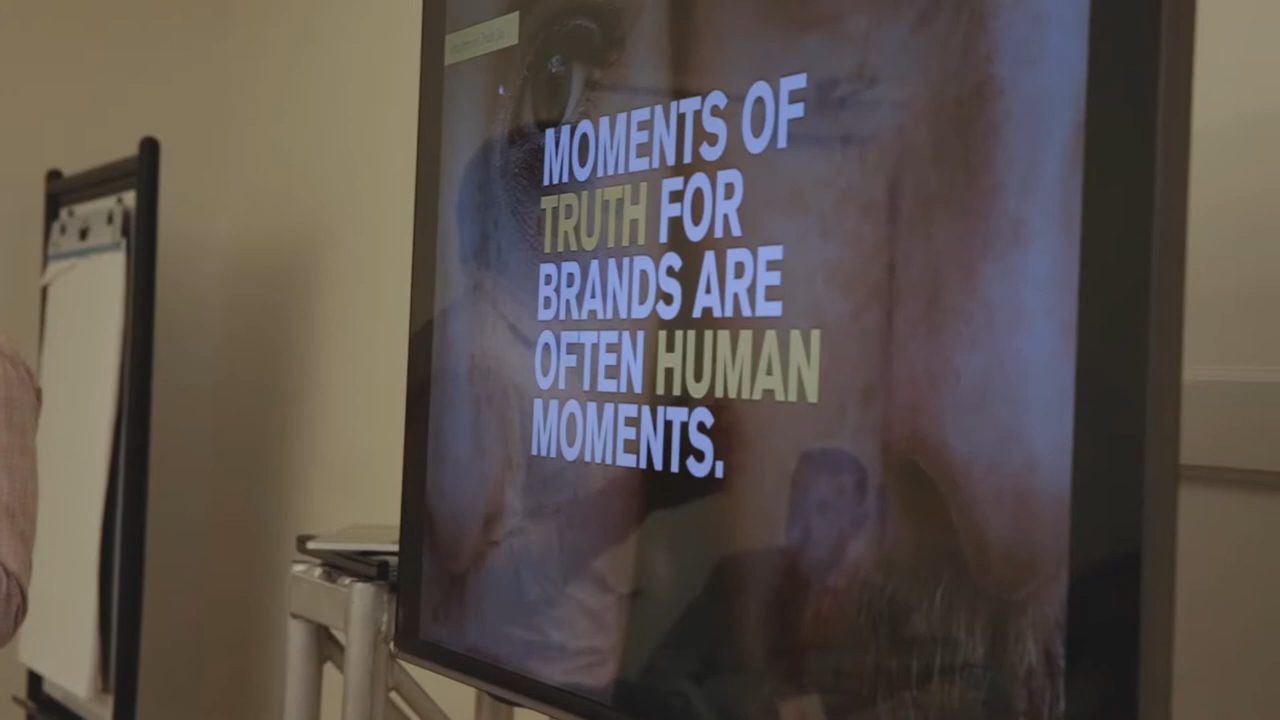 MOMENTS OF
TRUTH FOR
BRANDS ARE
OFTEN HUMAN
MOMENTS.